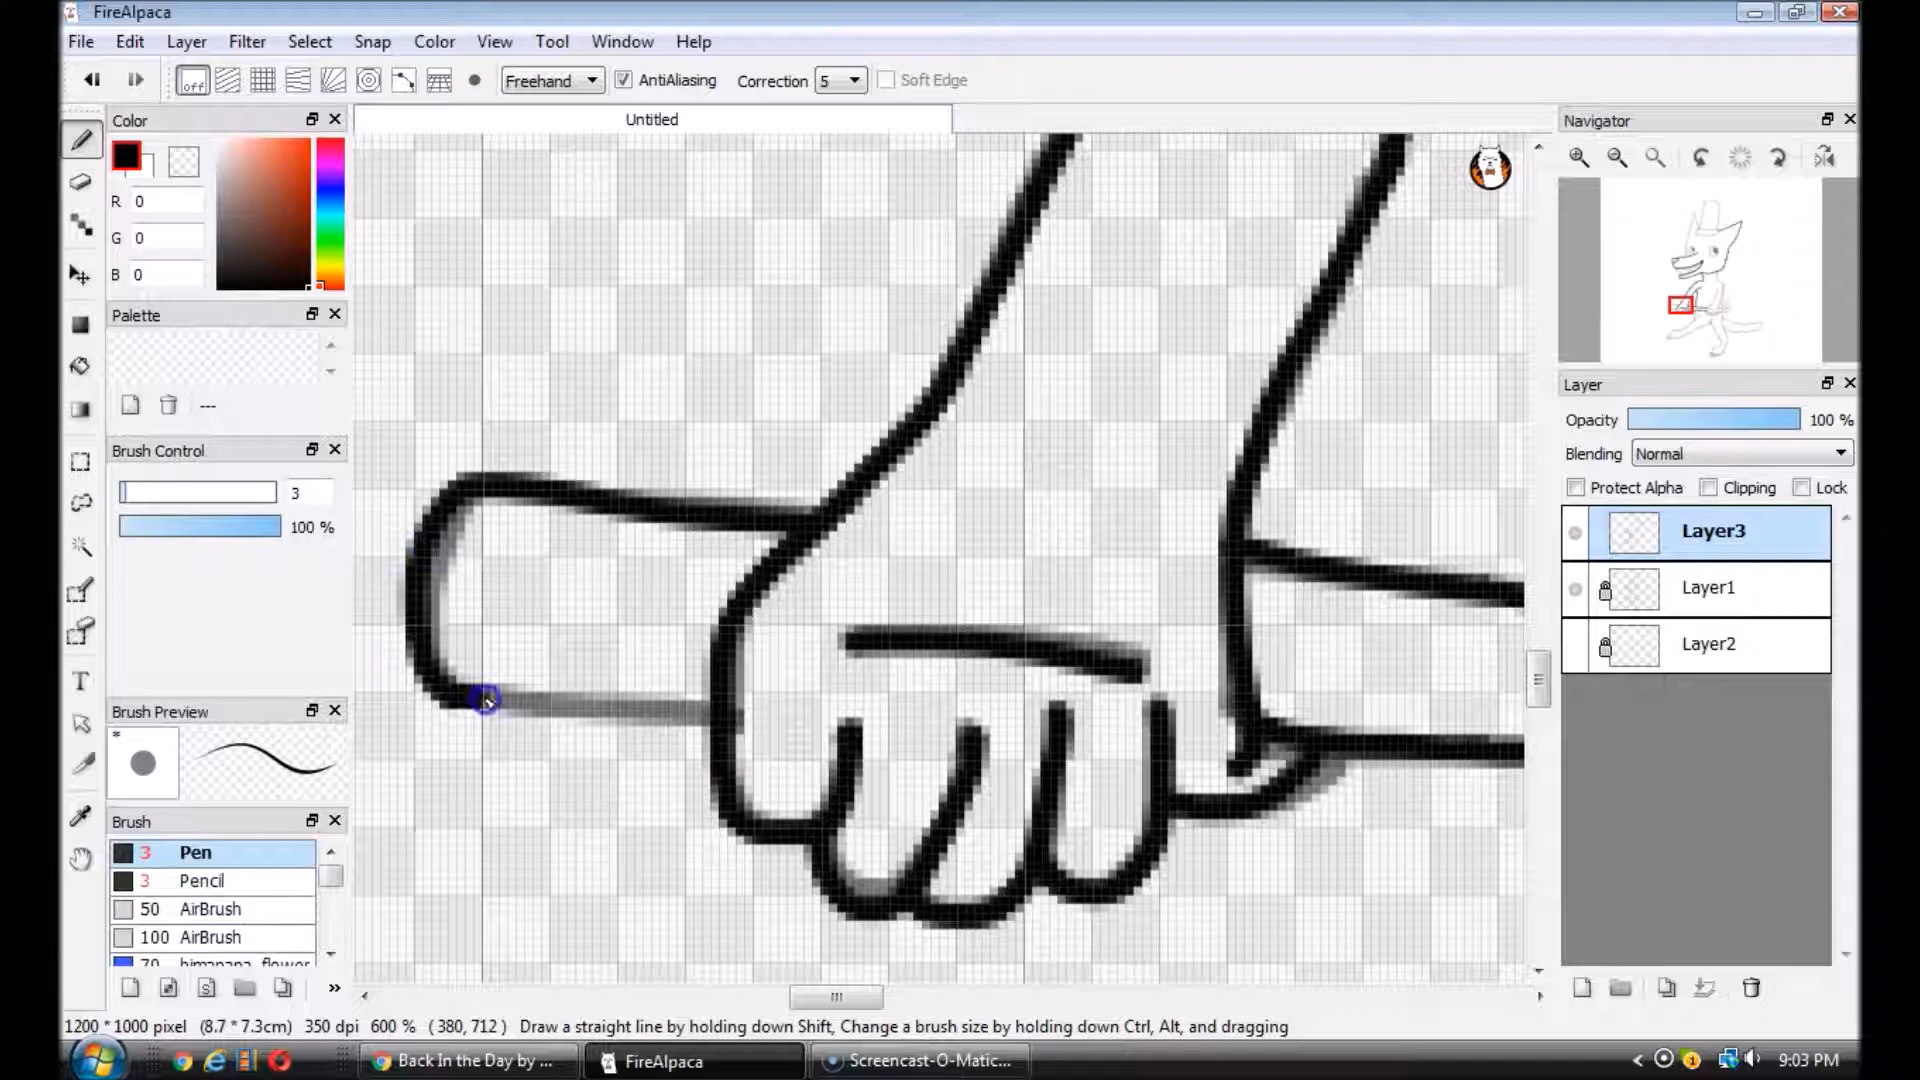 FireAlpaca
File Edit Layer Filter Select Snap Color View Tool Window Help
off Freehand AntiAliasing Correction 5 Soft Edge
Color
Untitled
Navigator
R 0
G 0
B 0
Palette
---
Layer
Opacity 100 %
Blending Normal
Protect Alpha Clipping Lock
Brush Control
3
100 %
Layer3
Layer1
Layer2
T
Brush Preview
*
Brush
3 Pen
3 Pencil
50 AirBrush
100 AirBrush
70 himanana flower
S
1200 * 1000 pixel (8.7 * 7.3cm) 350 dpi 600 % ( 380, 712 ) Draw a straight line by holding down Shift, Change a brush size by holding down Ctrl, Alt, and dragging
Back In the Day by ... FireAlpaca Screencast-O-Matic... 9:03 PM